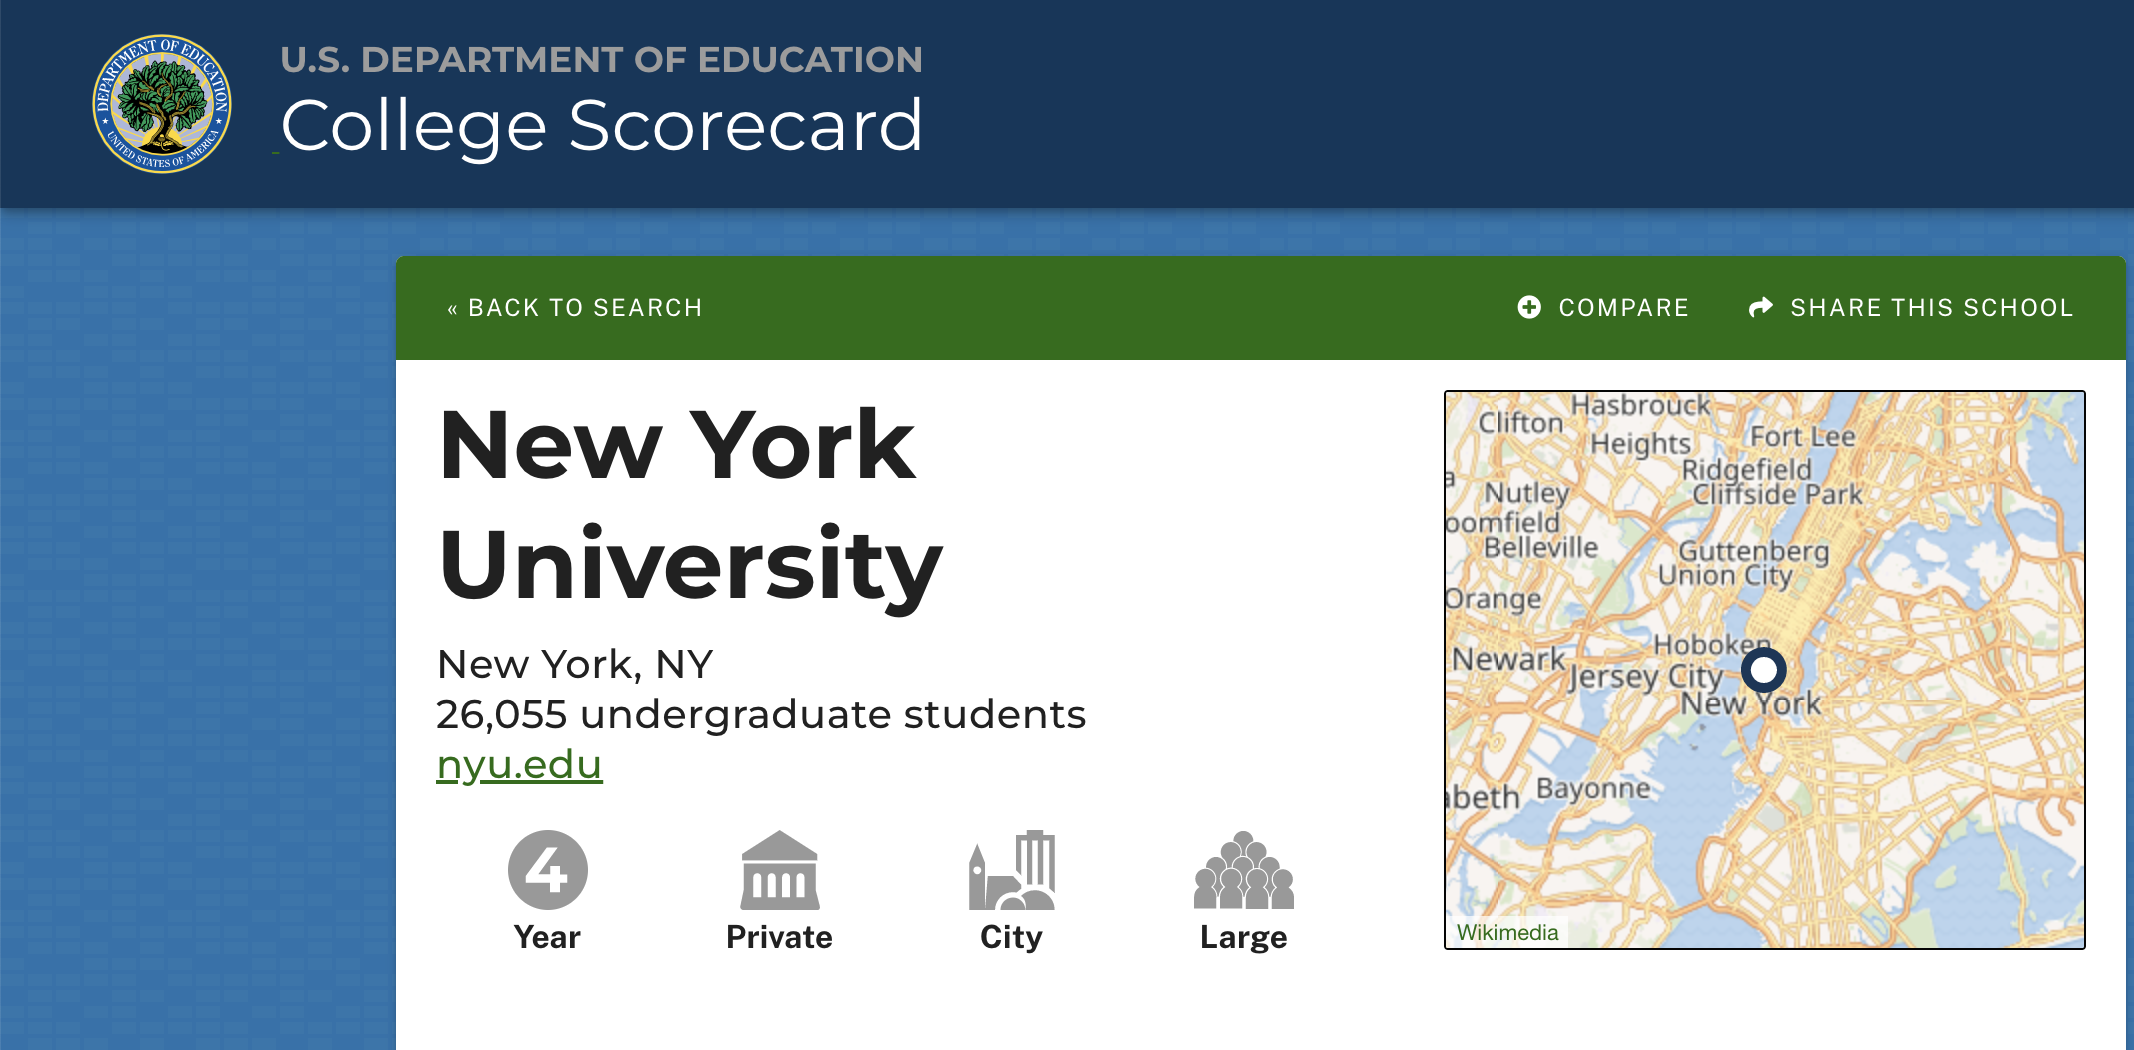 DEPARTMENT OF EDUCATION
UNITED STATES OF AMERICA
U.S. DEPARTMENT OF EDUCATION
College Scorecard
« BACK TO SEARCH
COMPARE
SHARE THIS SCHOOL
New York
University
New York, NY
26,055 undergraduate students
nyu.edu
4
Year
Private
City
Large
Hasbrouck
Heights
Clifton
Fort Lee
Ridgefield
Cliffside Park
a
Nutley
oomfield
Belleville
Guttenberg
Union City
Orange
Hoboken
Newark
Jersey City
New York
abeth
Bayonne
Wikimedia